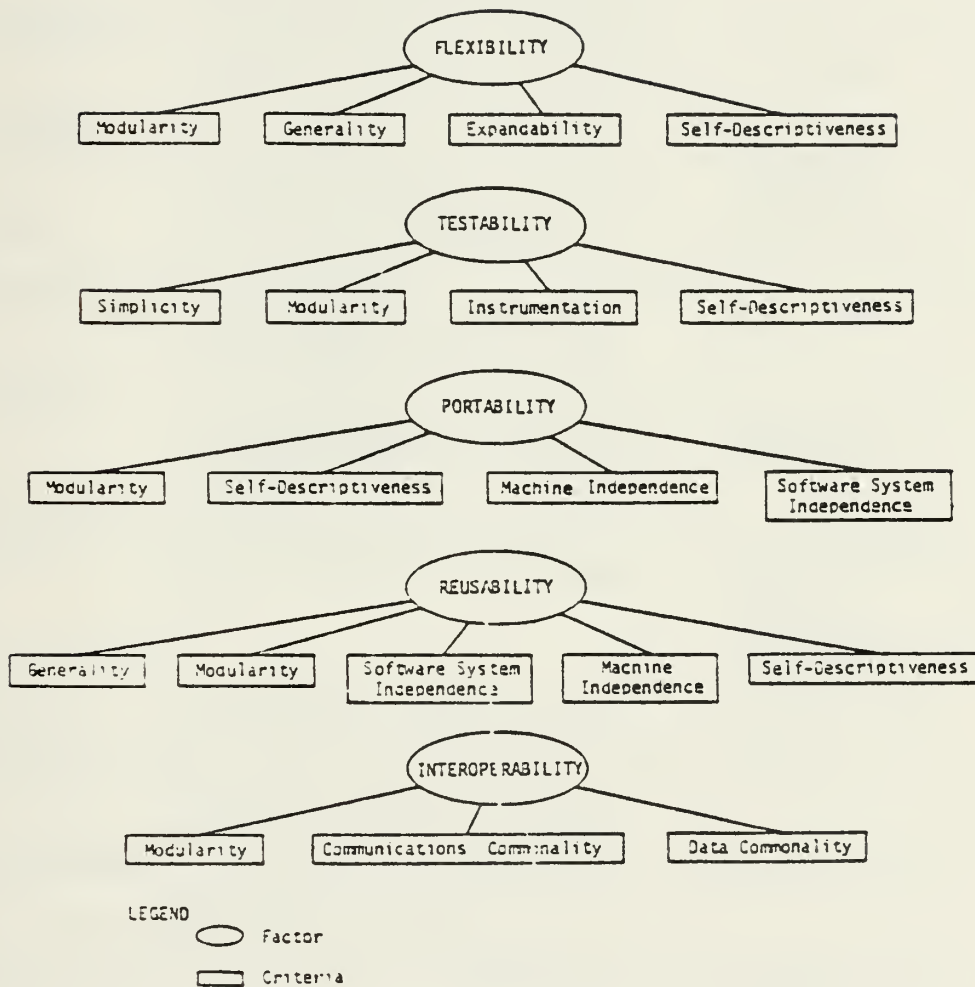 FLEXIBILITY
Modularity Generality Expandability Self-Descriptiveness
TESTABILITY
Simplicity Modularity Instrumentation Self-Descriptiveness
PORTABILITY
Modularity Self-Descriptiveness Machine Independence Software System
Independence
REUSABILITY
Generality Modularity Software System Machine Self-Descriptiveness
Independence Independence
INTEROPERABILITY
Modularity Communications Commonality Data Commonality
LEGEND
Factor
Criteria